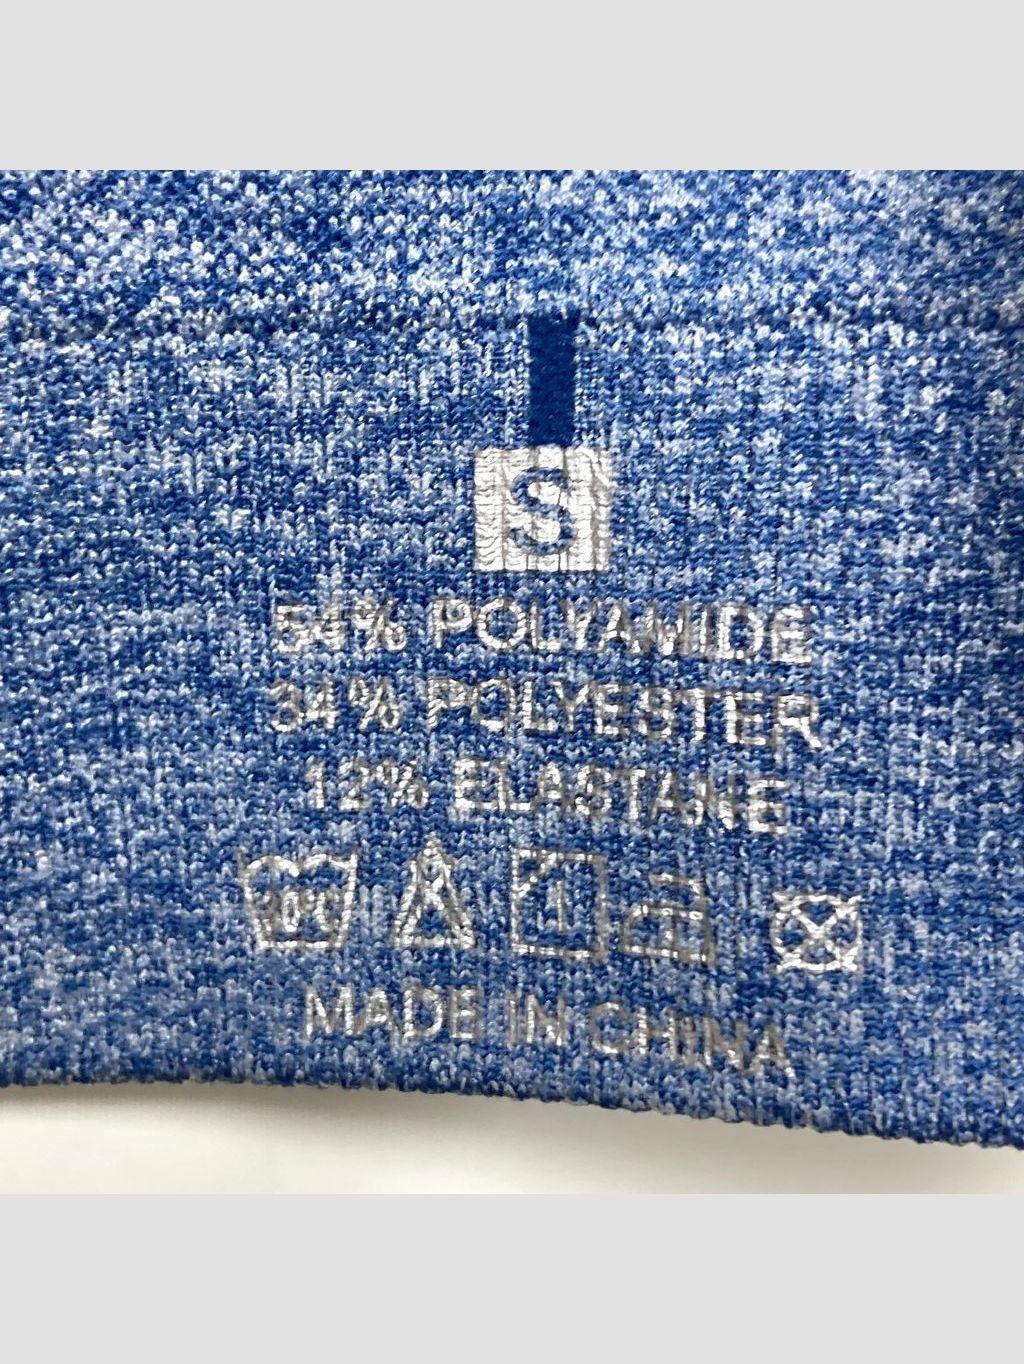 S
54% POLYAMIDE
34% POLYESTER
12% ELASTANE
MADE IN CHINA